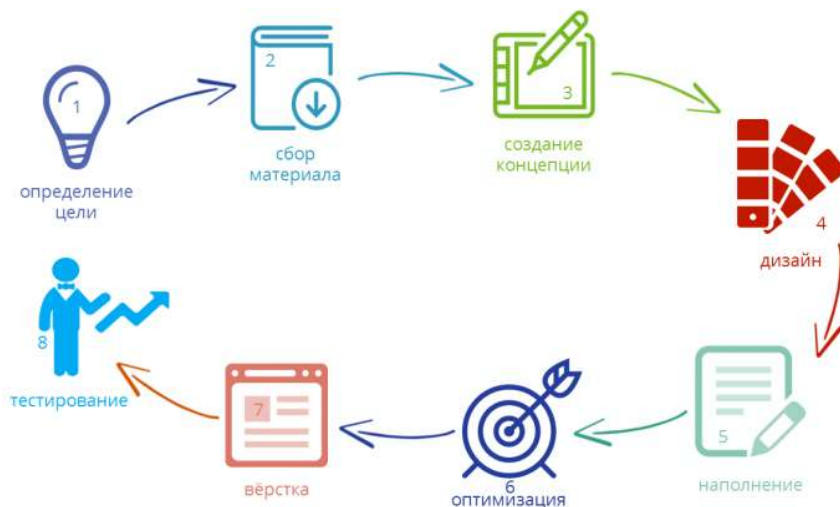 1
определение
цели
2
сбор
материала
3
создание
концепции
4
дизайн
5
наполнение
6
оптимизация
7
вёрстка
8
тестирование